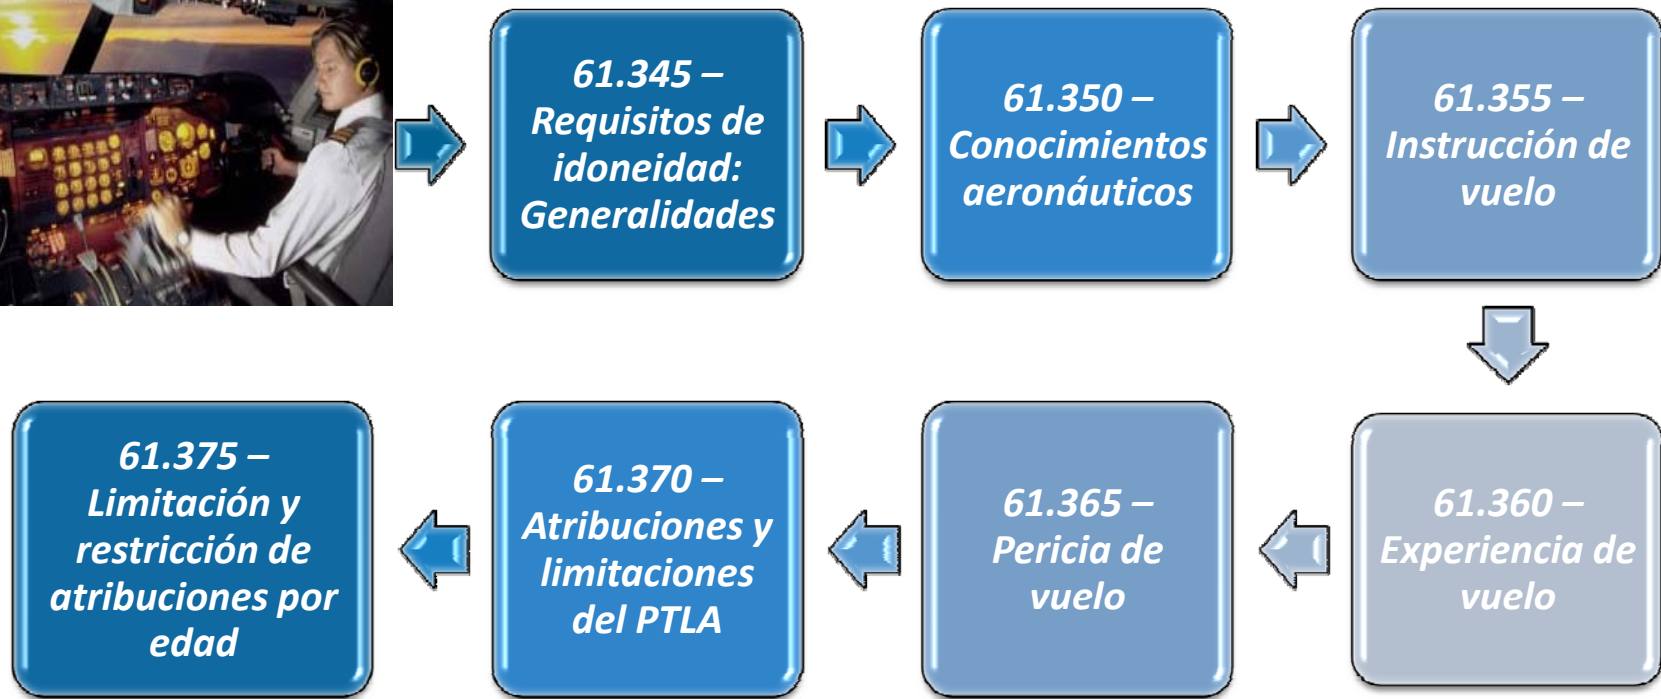 61.345 –
Requisitos de
idoneidad:
Generalidades
61.350 –
Conocimientos
aeronáuticos
61.355 –
Instrucción de
vuelo
61.360 –
Experiencia de
vuelo
61.365 –
Pericia de
vuelo
61.370 –
Atribuciones y
limitaciones
del PTLA
61.375 –
Limitación y
restricción de
atribuciones por
edad